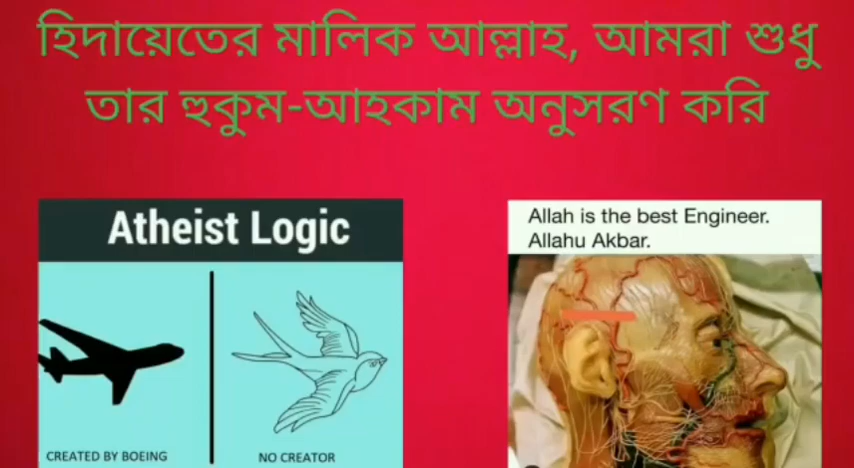 হিদায়েতের মালিক আল্লাহ, আমরা শুধু
তার হুকুম-আহকাম অনুসরণ করি
Atheist Logic
CREATED BY BOEING
NO CREATOR
Allah is the best Engineer.
Allahu Akbar.